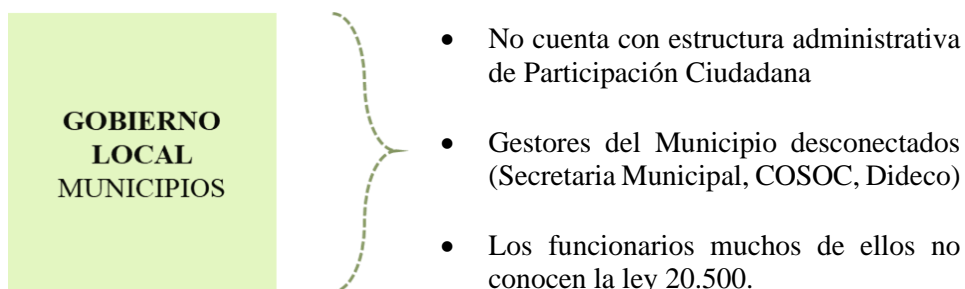 GOBIERNO
LOCAL
MUNICIPIOS
• No cuenta con estructura administrativa
de Participación Ciudadana
• Gestores del Municipio desconectados
(Secretaria Municipal, COSOC, Dideco)
• Los funcionarios muchos de ellos no
conocen la ley 20.500.